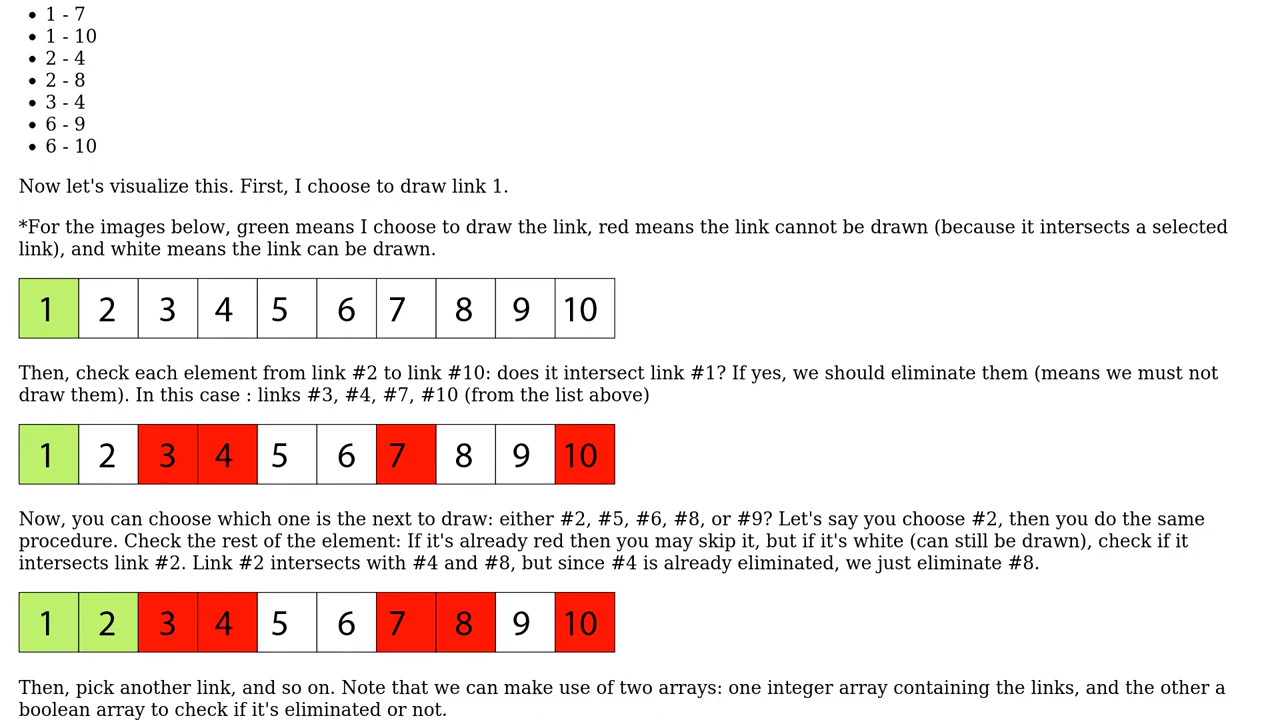 • 1 - 7
• 1 - 10
• 2 - 4
• 2 - 8
• 3 - 4
• 6 - 9
• 6 - 10
Now let's visualize this. First, I choose to draw link 1.
*For the images below, green means I choose to draw the link, red means the link cannot be drawn (because it intersects a selected
link), and white means the link can be drawn.
1 2 3 4 5 6 7 8 9 10
Then, check each element from link #2 to link #10: does it intersect link #1? If yes, we should eliminate them (means we must not
draw them). In this case : links #3, #4, #7, #10 (from the list above)
1 2 3 4 5 6 7 8 9 10
Now, you can choose which one is the next to draw: either #2, #5, #6, #8, or #9? Let's say you choose #2, then you do the same
procedure. Check the rest of the element: If it's already red then you may skip it, but if it's white (can still be drawn), check if it
intersects link #2. Link #2 intersects with #4 and #8, but since #4 is already eliminated, we just eliminate #8.
1 2 3 4 5 6 7 8 9 10
Then, pick another link, and so on. Note that we can make use of two arrays: one integer array containing the links, and the other a
boolean array to check if it's eliminated or not.